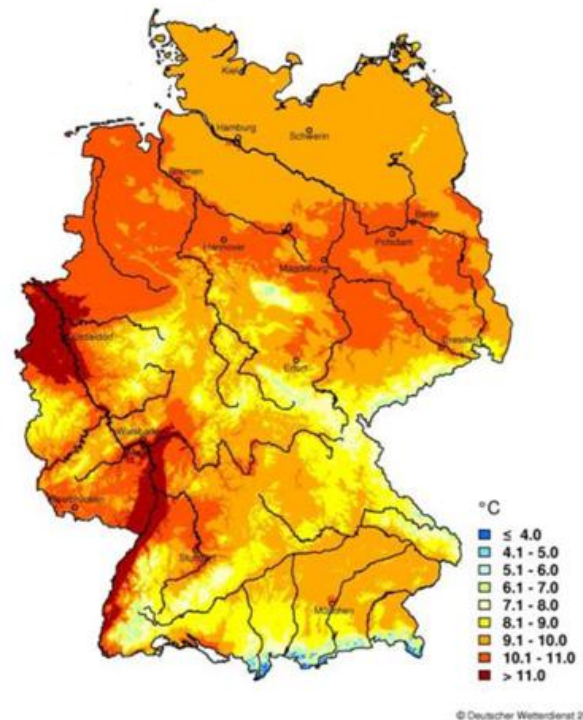 Kiel
Hamburg
Schwerin
Bremen
Berlin
Hannover
Potsdam
Magdeburg
Düsseldorf
Erfurt
Dresden
Wiesbaden
Saarbrücken
München
°C
≤ 4.0
4.1 - 5.0
5.1 - 6.0
6.1 - 7.0
7.1 - 8.0
8.1 - 9.0
9.1 - 10.0
10.1 - 11.0
> 11.0
© Deutscher Wetterdienst 2